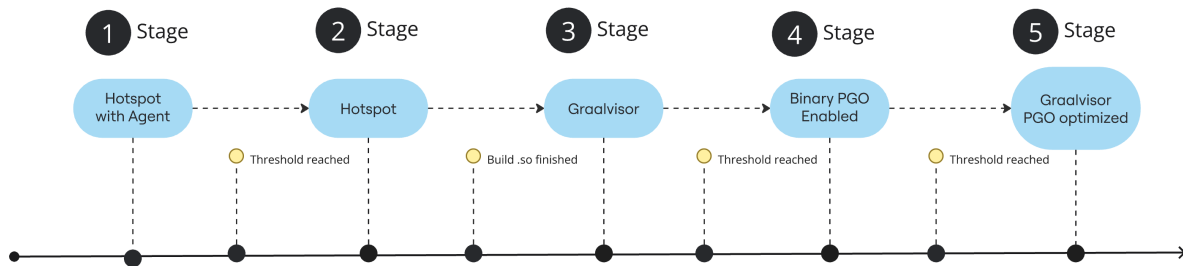 1 Stage
2 Stage
3 Stage
4 Stage
5 Stage
Hotspot
with Agent
Hotspot
Graalvisor
Binary PGO
Enabled
Graalvisor
PGO optimized
Threshold reached
Build .so finished
Threshold reached
Threshold reached